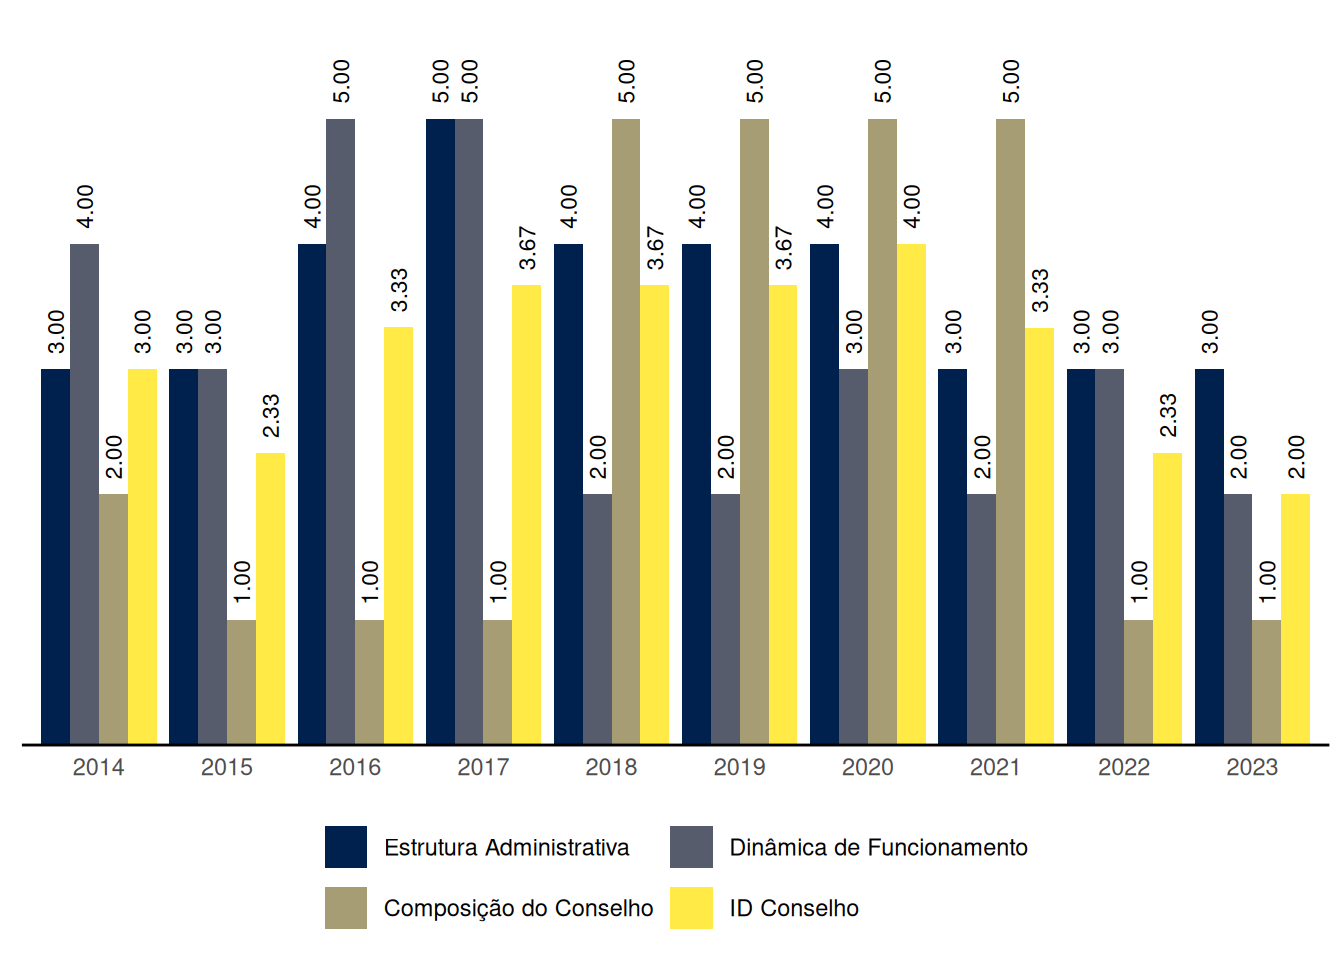 3.00 4.00 2.00 3.00
3.00 3.00 1.00 2.33
4.00 5.00 1.00 3.33
5.00 5.00 1.00 3.67
4.00 2.00 5.00 3.67
4.00 2.00 5.00 3.67
4.00 3.00 5.00 4.00
3.00 2.00 5.00 3.33
3.00 3.00 1.00 2.33
3.00 2.00 1.00 2.00
2014 2015 2016 2017 2018 2019 2020 2021 2022 2023
Estrutura Administrativa Dinâmica de Funcionamento
Composição do Conselho ID Conselho